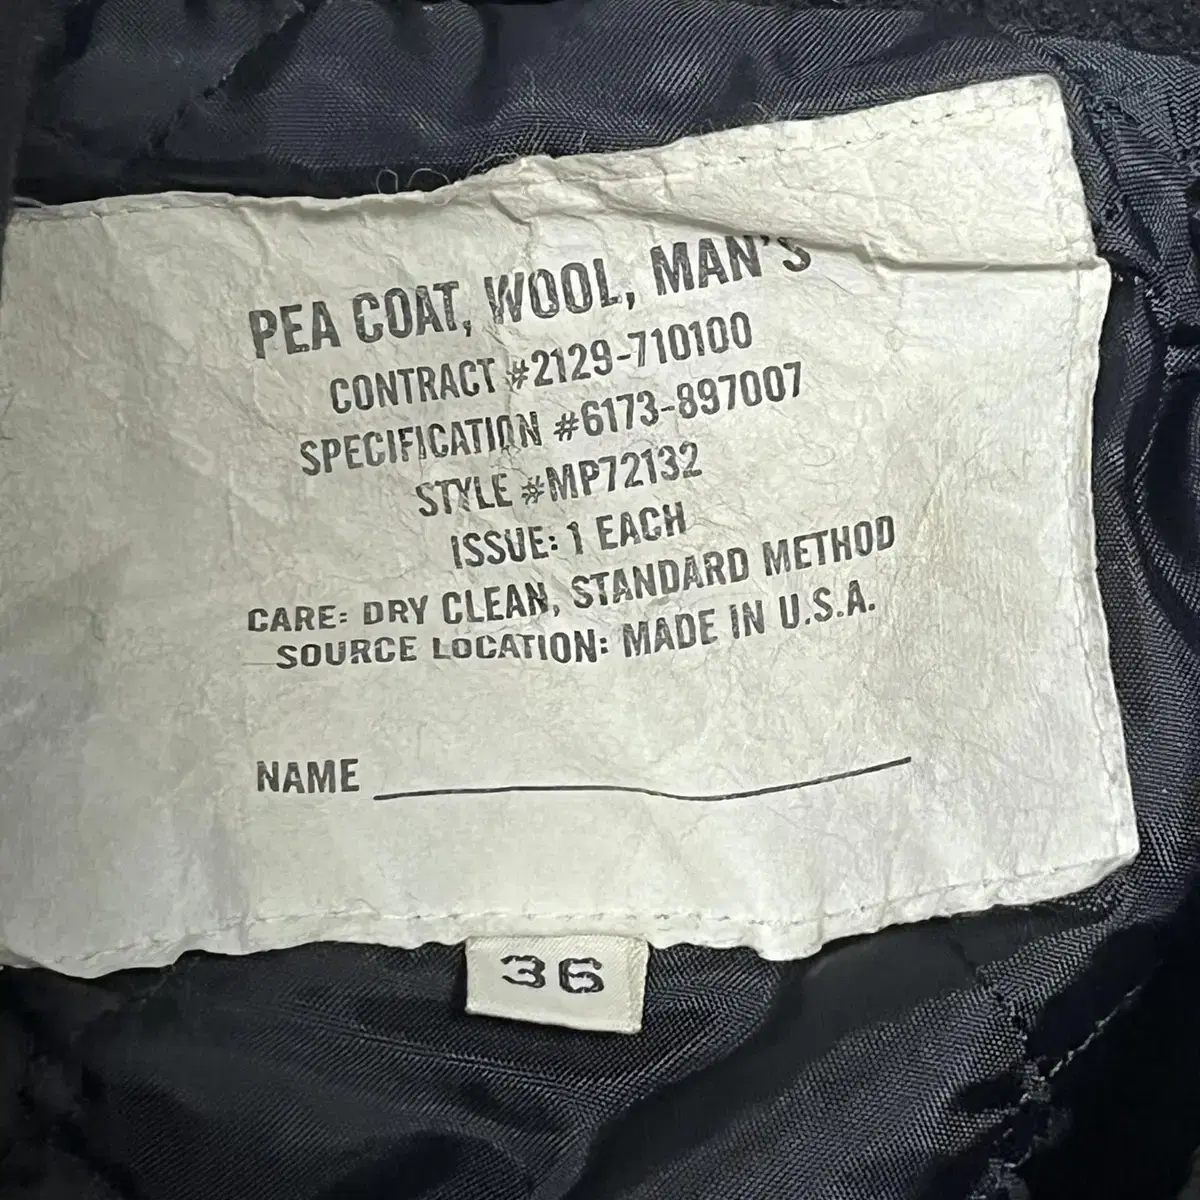 PEA COAT, WOOL, MAN'S
CONTRACT #2129-710100
SPECIFICATION #6173-897007
STYLE #MP72132
ISSUE: 1 EACH
CARE: DRY CLEAN, STANDARD METHOD
SOURCE LOCATION: MADE IN U.S.A.
NAME
36